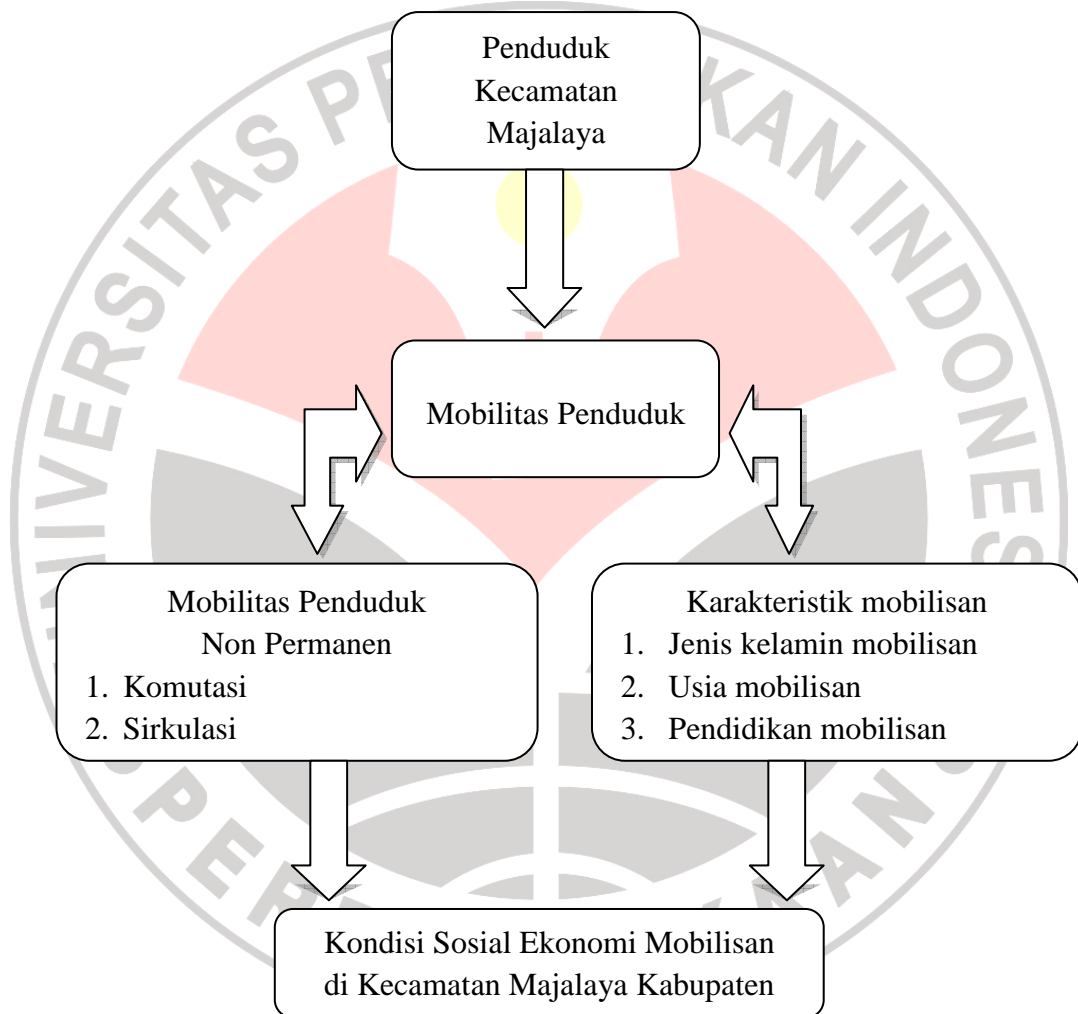 Penduduk
Kecamatan
Majalaya
Mobilitas Penduduk
Mobilitas Penduduk
Non Permanen
1. Komutasi
2. Sirkulasi
Karakteristik mobilisan
1. Jenis kelamin mobilisan
2. Usia mobilisan
3. Pendidikan mobilisan
Kondisi Sosial Ekonomi Mobilisan
di Kecamatan Majalaya Kabupaten